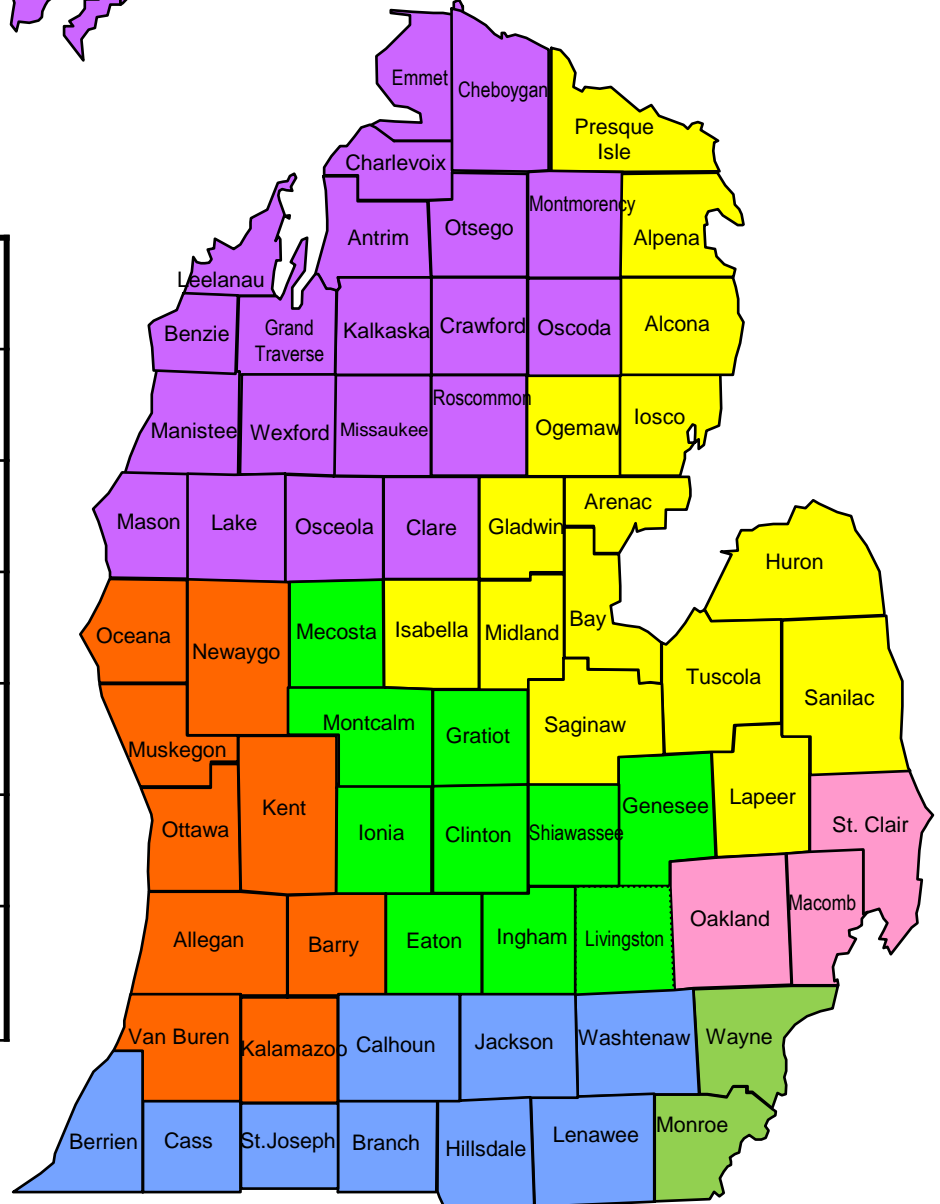 Emmet
Cheboygan
Presque
Isle
Charlevoix
Antrim
Otsego
Montmorency
Alpena
Leelanau
Benzie
Grand
Traverse
Kalkaska
Crawford
Oscoda
Alcona
Manistee
Wexford
Missaukee
Roscommon
Ogemaw
Iosco
Mason
Lake
Osceola
Clare
Gladwin
Arenac
Huron
Oceana
Newaygo
Mecosta
Isabella
Midland
Bay
Tuscola
Sanilac
Muskegon
Montcalm
Gratiot
Saginaw
Ottawa
Kent
Ionia
Clinton
Shiawassee
Genesee
Lapeer
St. Clair
Allegan
Barry
Eaton
Ingham
Livingston
Oakland
Macomb
Van Buren
Kalamazoo
Calhoun
Jackson
Washtenaw
Wayne
Berrien
Cass
St.Joseph
Branch
Hillsdale
Lenawee
Monroe